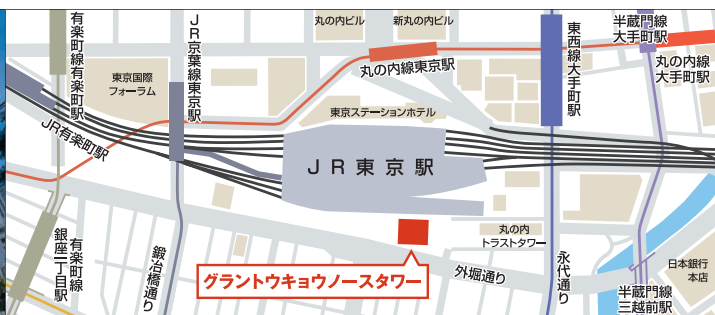 有楽町線有楽町駅
JR京葉線東京駅
丸の内ビル
新丸の内ビル
半蔵門線
大手町駅
丸の内線
大手町駅
東西線大手町駅
丸の内線東京駅
東京国際
フォーラム
東京ステーションホテル
JR有楽町駅
JR東京駅
有楽町線
銀座一丁目駅
鍛冶橋通り
グラントウキョウノースタワー
外堀通り
丸の内
トラストタワー
永代通り
日本銀行
本店
半蔵門線
三越前駅